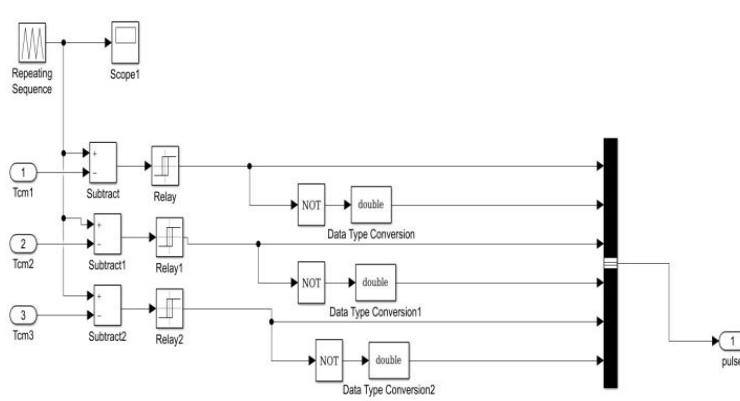 Repeating
Sequence
Scope1
+
−
1
Tcm1
Subtract
Relay
NOT
double
Data Type Conversion
+
−
2
Tcm2
Subtract1
Relay1
NOT
double
Data Type Conversion1
+
−
3
Tcm3
Subtract2
Relay2
NOT
double
Data Type Conversion2
1
pulse